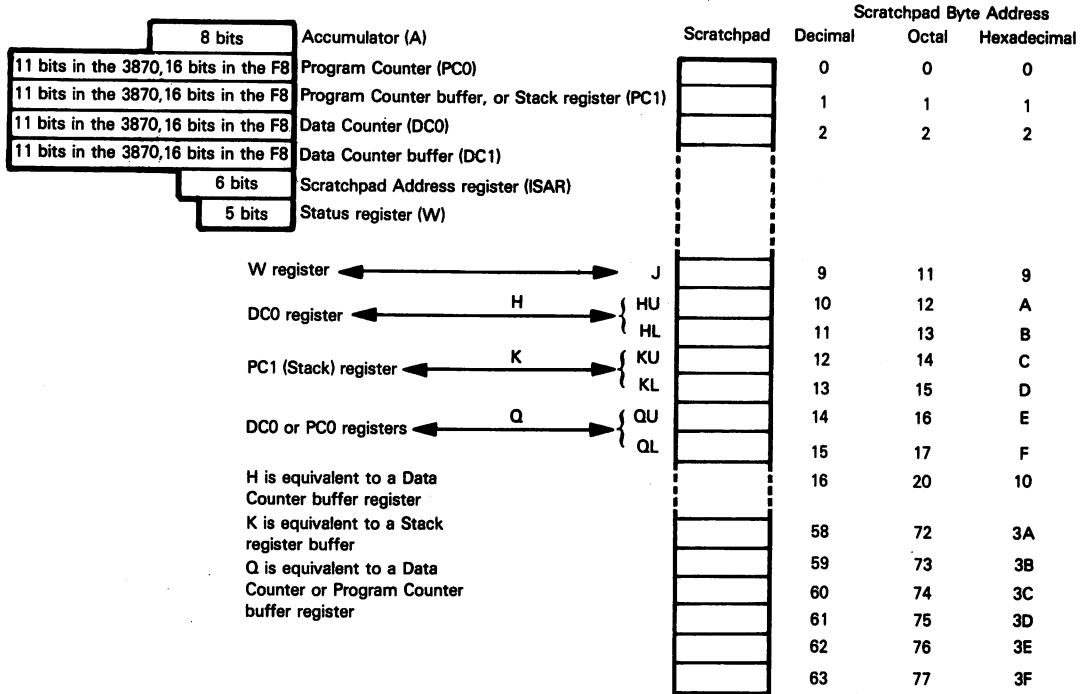 Scratchpad Byte Address
Scratchpad Decimal Octal Hexadecimal
8 bits Accumulator (A)
11 bits in the 3870,16 bits in the F8 Program Counter (PC0)
11 bits in the 3870,16 bits in the F8 Program Counter buffer, or Stack register (PC1)
11 bits in the 3870,16 bits in the F8 Data Counter (DC0)
11 bits in the 3870,16 bits in the F8 Data Counter buffer (DC1)
6 bits Scratchpad Address register (ISAR)
5 bits Status register (W)
0 0 0
1 1 1
2 2 2
W register J 9 11 9
DC0 register H HU 10 12 A
HL 11 13 B
PC1 (Stack) register K KU 12 14 C
KL 13 15 D
DC0 or PC0 registers Q QU 14 16 E
QL 15 17 F
16 20 10
H is equivalent to a Data
Counter buffer register
K is equivalent to a Stack
register buffer
Q is equivalent to a Data
Counter or Program Counter
buffer register
58 72 3A
59 73 3B
60 74 3C
61 75 3D
62 76 3E
63 77 3F